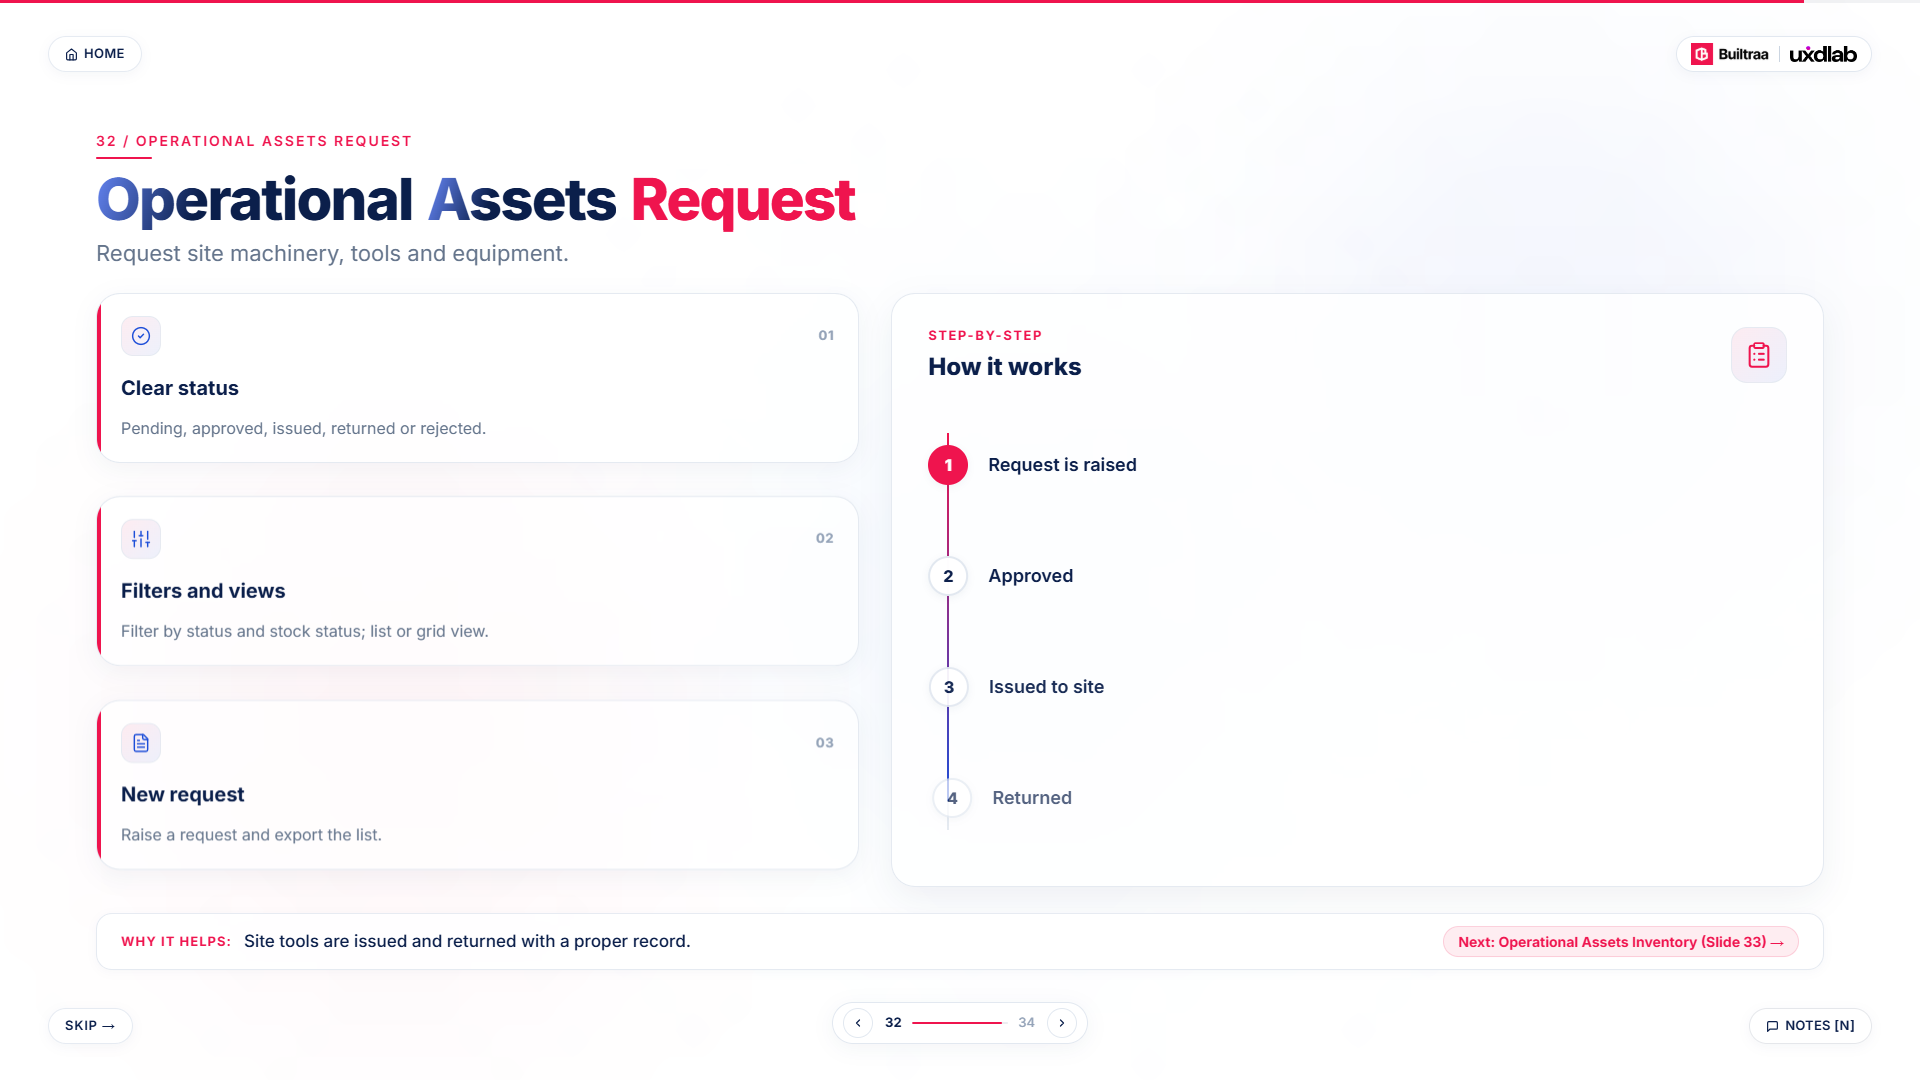 HOME
Builtraa
uxdlab
32 / OPERATIONAL ASSETS REQUEST
Operational Assets Request
Request site machinery, tools and equipment.
01
Clear status
Pending, approved, issued, returned or rejected.
02
Filters and views
Filter by status and stock status; list or grid view.
03
New request
Raise a request and export the list.
STEP-BY-STEP
How it works
1 Request is raised
2 Approved
3 Issued to site
4 Returned
WHY IT HELPS: Site tools are issued and returned with a proper record.
Next: Operational Assets Inventory (Slide 33) →
SKIP →
32 34
NOTES [N]